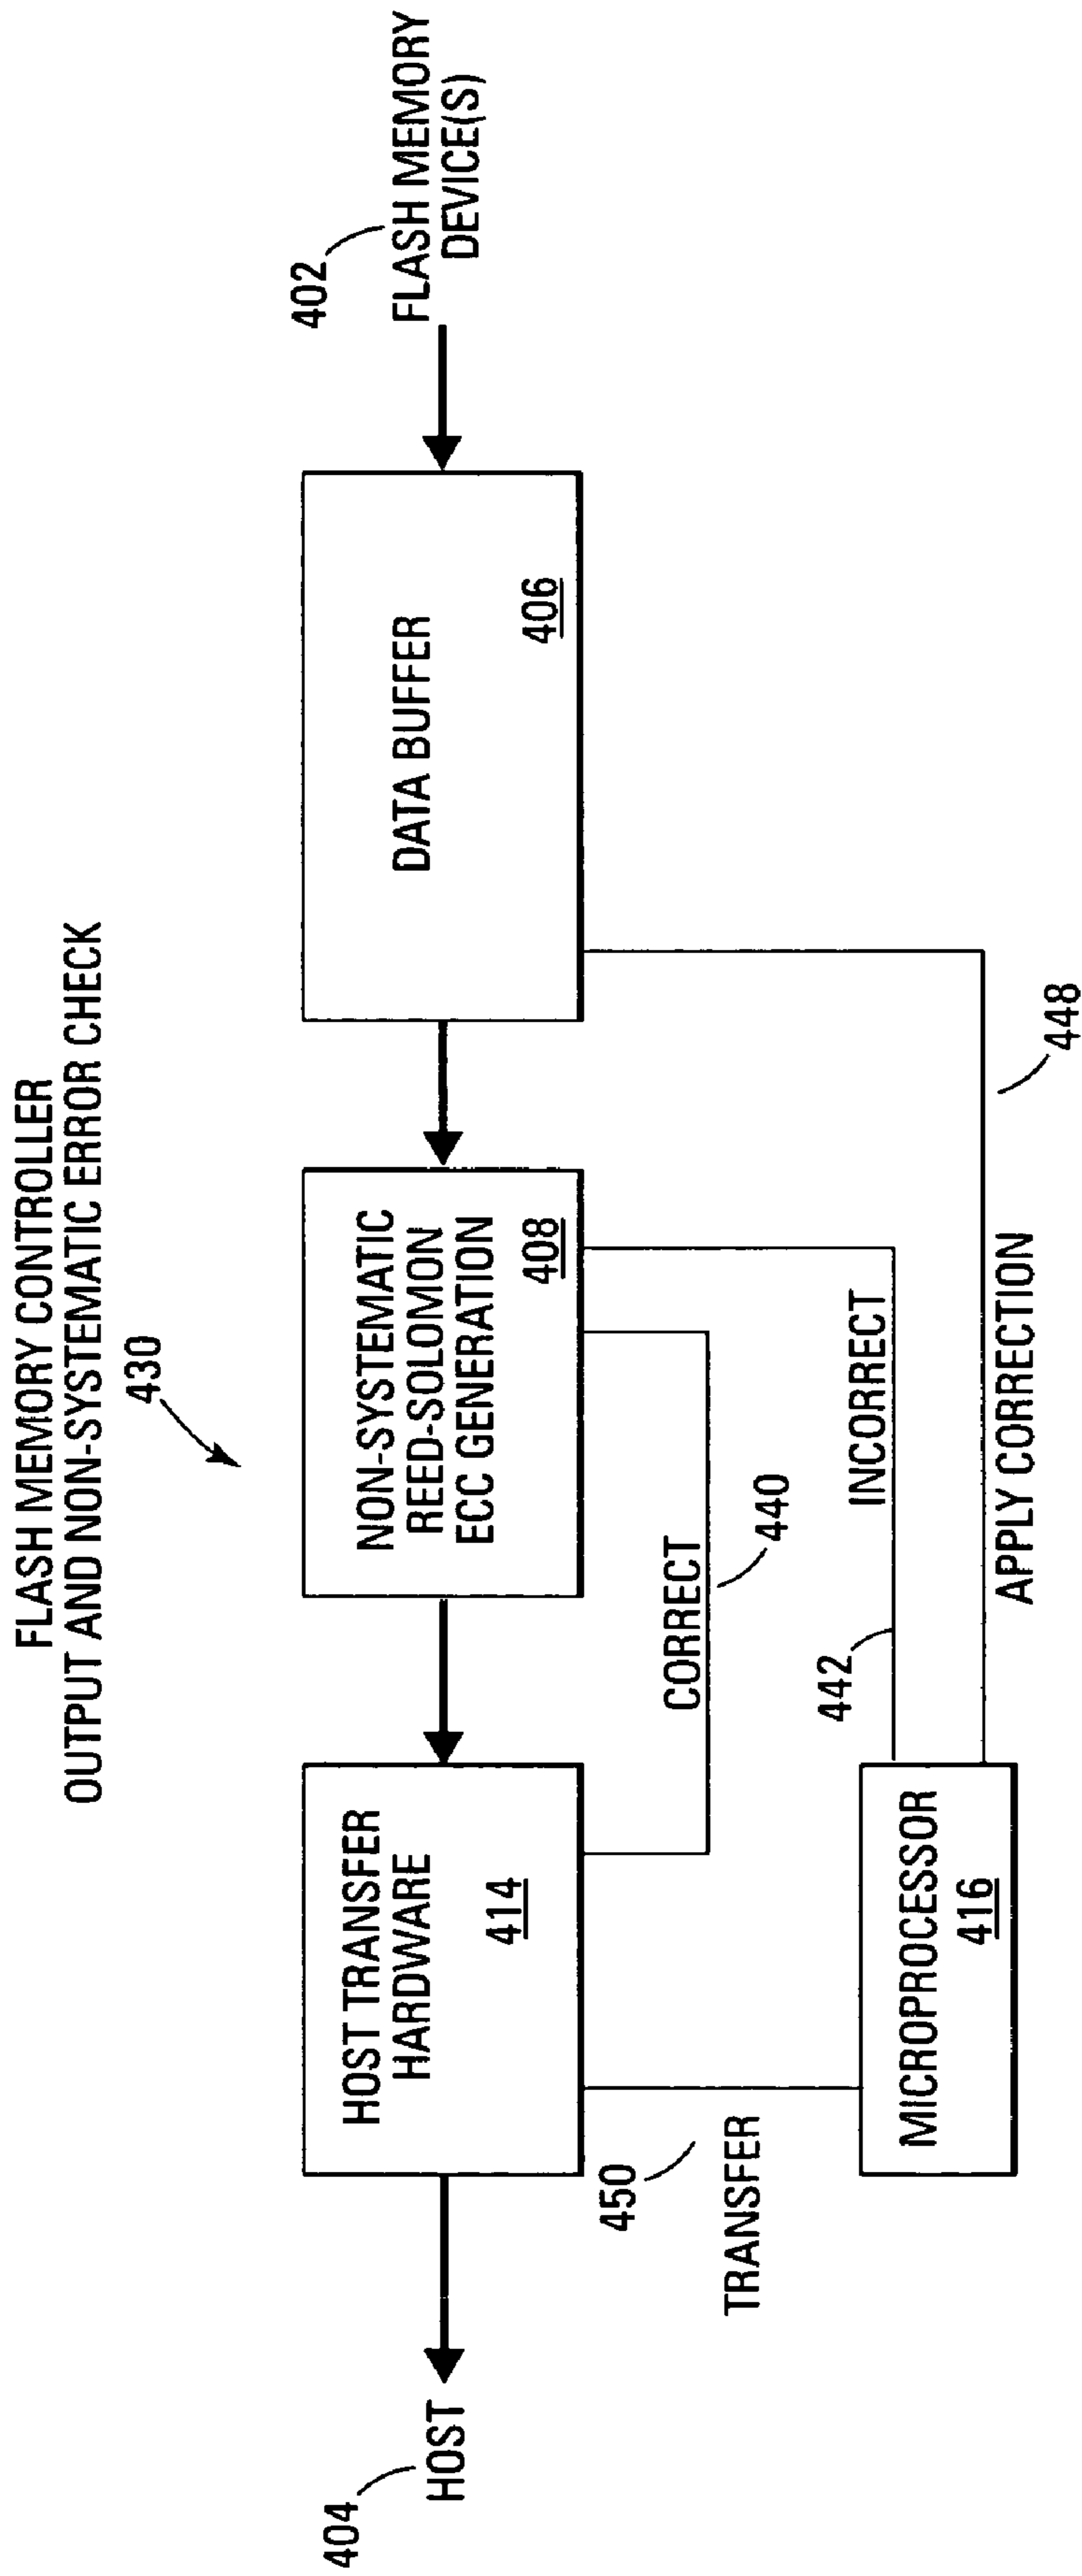 FLASH MEMORY CONTROLLER
OUTPUT AND NON-SYSTEMATIC ERROR CHECK
430
404
HOST
HOST TRANSFER
HARDWARE
414
NON-SYSTEMATIC
REED-SOLOMON
ECC GENERATION
408
DATA BUFFER
406
402
FLASH MEMORY
DEVICE(S)
450
TRANSFER
CORRECT
440
442
INCORRECT
MICROPROCESSOR
416
APPLY CORRECTION
448